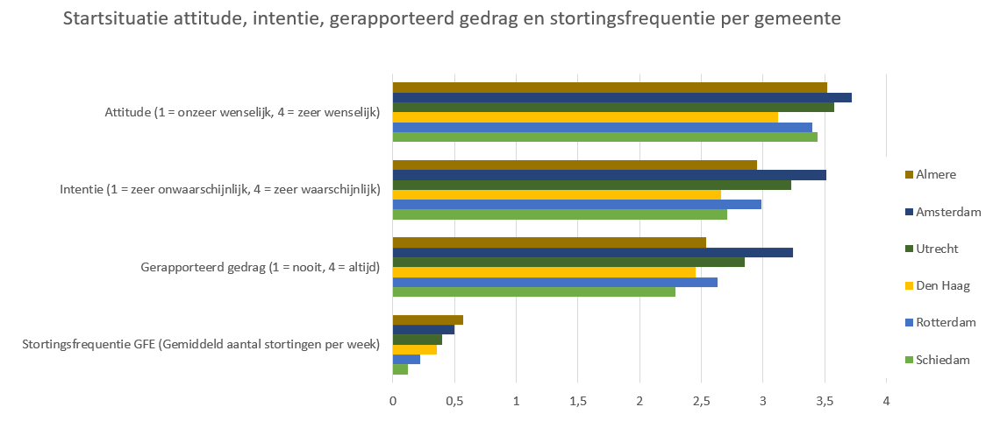 Startsituatie attitude, intentie, gerapporteerd gedrag en stortingsfrequentie per gemeente
Attitude (1 = onzeer wenselijk, 4 = zeer wenselijk)
Intentie (1 = zeer onwaarschijnlijk, 4 = zeer waarschijnlijk)
Gerapporteerd gedrag (1 = nooit, 4 = altijd)
Stortingsfrequentie GFE (Gemiddeld aantal stortingen per week)
0 0,5 1 1,5 2 2,5 3 3,5 4
Almere
Amsterdam
Utrecht
Den Haag
Rotterdam
Schiedam